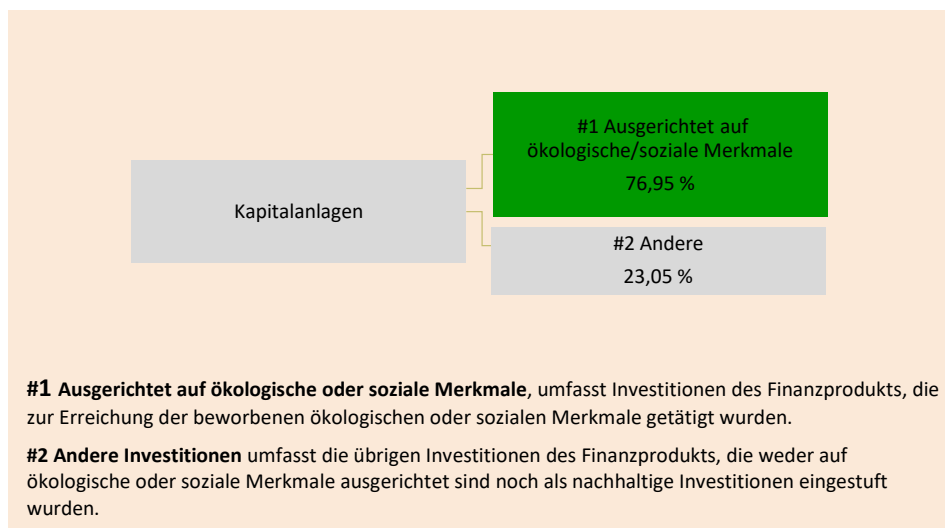 #1 Ausgerichtet auf
ökologische/soziale Merkmale
76,95 %
Kapitalanlagen
#2 Andere
23,05 %
#1 Ausgerichtet auf ökologische oder soziale Merkmale, umfasst Investitionen des Finanzprodukts, die
zur Erreichung der beworbenen ökologischen oder sozialen Merkmale getätigt wurden.
#2 Andere Investitionen umfasst die übrigen Investitionen des Finanzprodukts, die weder auf
ökologische oder soziale Merkmale ausgerichtet sind noch als nachhaltige Investitionen eingestuft
wurden.